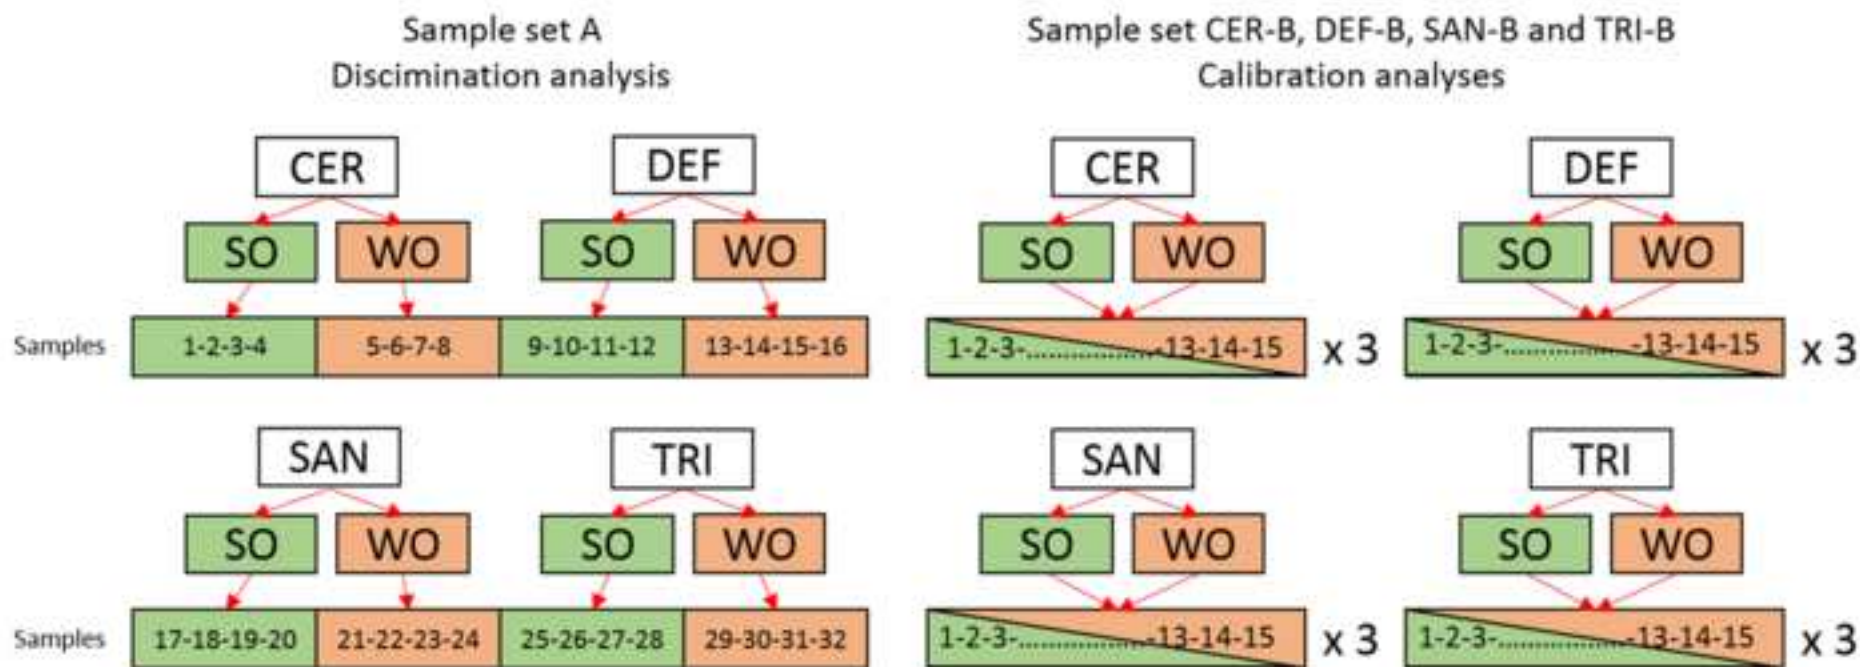 Sample set A
Discimination analysis
Sample set CER-B, DEF-B, SAN-B and TRI-B
Calibration analyses
CER DEF CER DEF
SO WO SO WO SO WO SO WO
Samples 1-2-3-4 5-6-7-8 9-10-11-12 13-14-15-16 1-2-3-..................-13-14-15 x 3 1-2-3-.................. -13-14-15 x 3
SAN TRI SAN TRI
SO WO SO WO SO WO SO WO
Samples 17-18-19-20 21-22-23-24 25-26-27-28 29-30-31-32 1-2-3-..................-13-14-15 x 3 1-2-3-..................-13-14-15 x 3